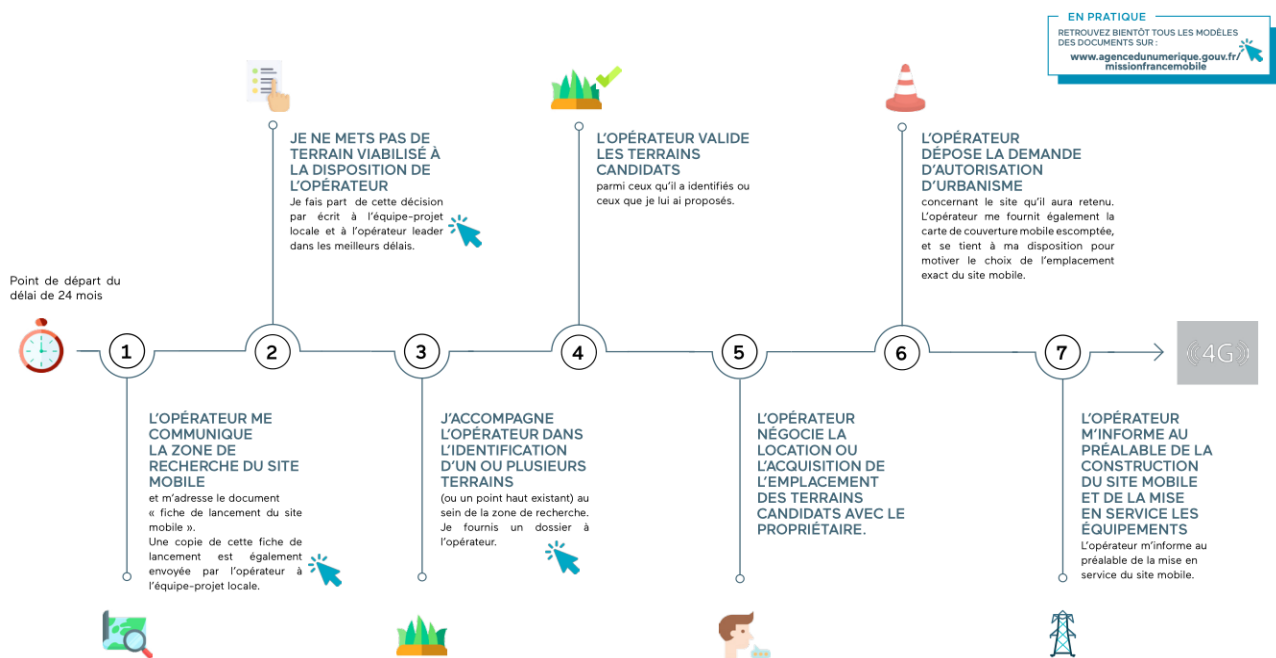 EN PRATIQUE
RETROUVEZ BIENTÔT TOUS LES MODÈLES
DES DOCUMENTS SUR :
www.agencedunumerique.gouv.fr/
missionfrancemobile
JE NE METS PAS DE
TERRAIN VIABILISÉ À
LA DISPOSITION DE
L'OPÉRATEUR
Je fais part de cette décision
par écrit à l'équipe-projet
locale et à l'opérateur leader
dans les meilleurs délais.
L'OPÉRATEUR VALIDE
LES TERRAINS
CANDIDATS
parmi ceux qu'il a identifiés ou
ceux que je lui ai proposés.
L'OPÉRATEUR
DÉPOSE LA DEMANDE
D'AUTORISATION
D'URBANISME
concernant le site qu'il aura retenu.
L'opérateur me fournit également la
carte de couverture mobile escomptée,
et se tient à ma disposition pour
motiver le choix de l'emplacement
exact du site mobile.
Point de départ du
délai de 24 mois
1
2
3
4
5
6
7
4G
L'OPÉRATEUR ME
COMMUNIQUE
LA ZONE DE
RECHERCHE DU SITE
MOBILE
et m'adresse le document
« fiche de lancement du site
mobile ».
Une copie de cette fiche de
lancement est également
envoyée par l'opérateur à
l'équipe-projet locale.
J'ACCOMPAGNE
L'OPÉRATEUR DANS
L'IDENTIFICATION
D'UN OU PLUSIEURS
TERRAINS
(ou un point haut existant) au
sein de la zone de recherche.
Je fournis un dossier à
l'opérateur.
L'OPÉRATEUR
NÉGOCIE LA
LOCATION OU
L'ACQUISITION DE
L'EMPLACEMENT
DES TERRAINS
CANDIDATS AVEC LE
PROPRIÉTAIRE.
L'OPÉRATEUR
M'INFORME AU
PRÉALABLE DE LA
CONSTRUCTION
DU SITE MOBILE
ET DE LA MISE
EN SERVICE LES
ÉQUIPEMENTS
L'opérateur m'informe au
préalable de la mise en
service du site mobile.